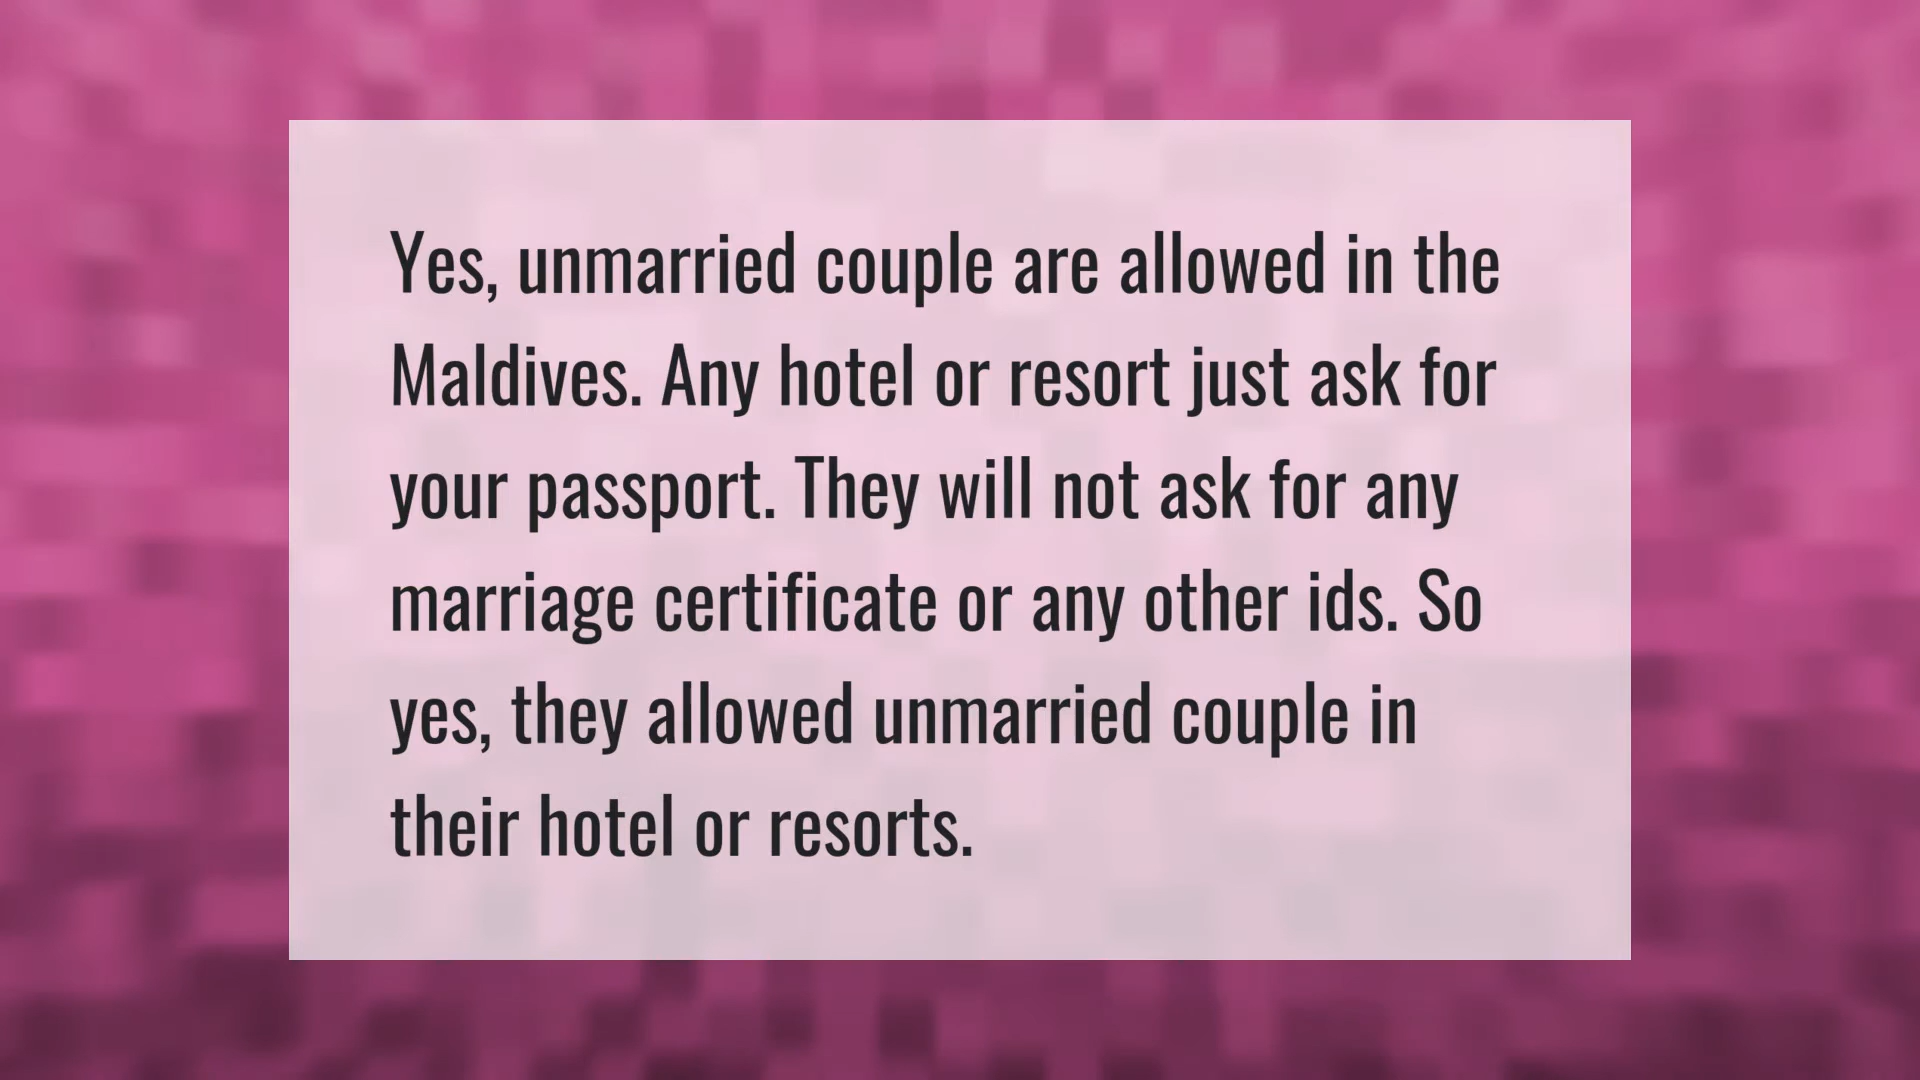 Yes, unmarried couple are allowed in the
Maldives. Any hotel or resort just ask for
your passport. They will not ask for any
marriage certificate or any other ids. So
yes, they allowed unmarried couple in
their hotel or resorts.